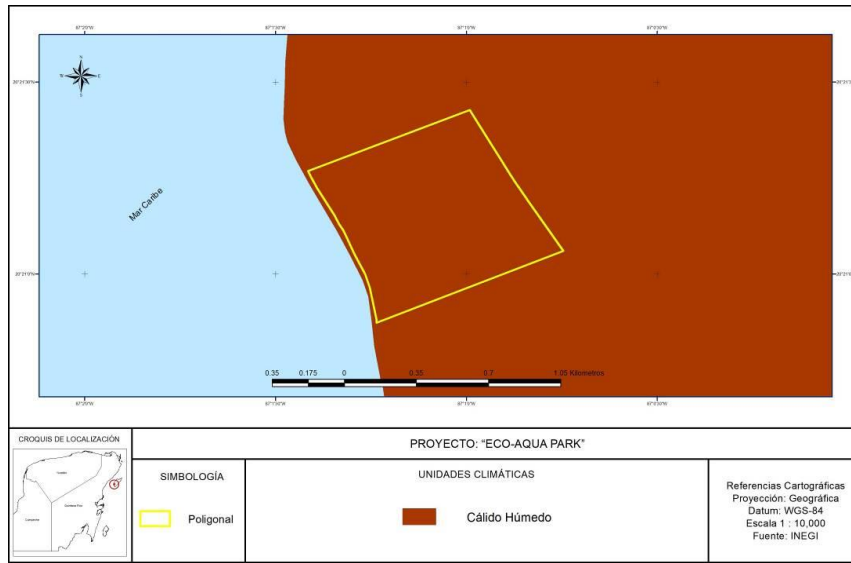 N
W
E
S
Mar Caribe
0.35
0.175
0
0.35
0.7
1.05 Kilometros
CROQUIS DE LOCALIZACIÓN
PROYECTO: “ECO-AQUA PARK”
SIMBOLOGÍA
Poligonal
UNIDADES CLIMÁTICAS
Cálido Húmedo
Referencias Cartográficas
Proyección: Geográfica
Datum: WGS-84
Escala 1 : 10,000
Fuente: INEGI